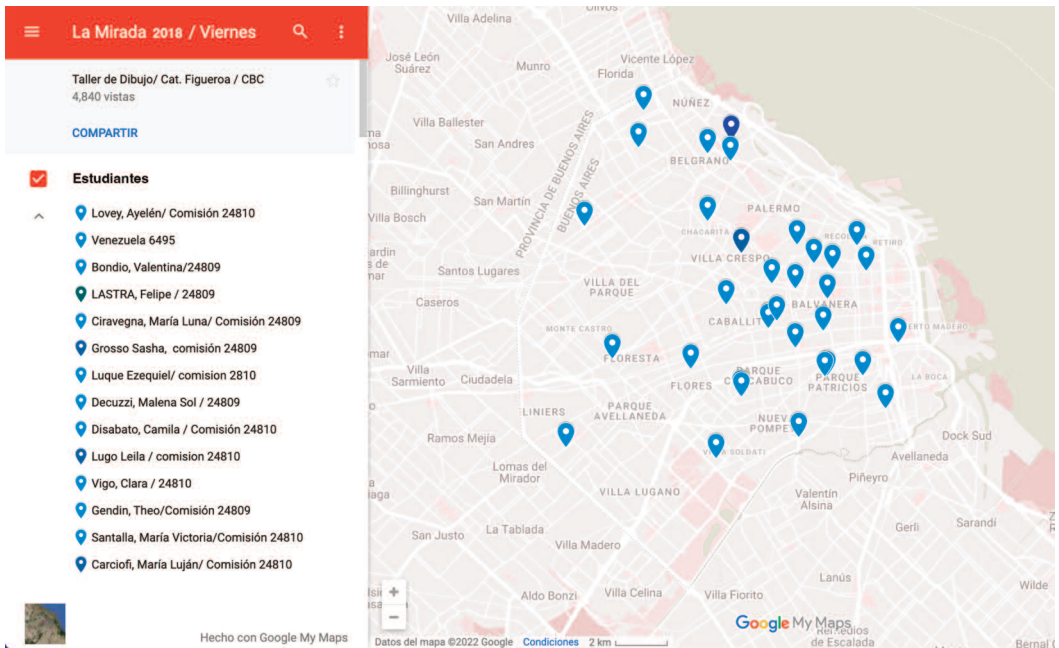 La Mirada 2018 / Viernes
Taller de Dibujo/ Cat. Figueroa / CBC
4,840 vistas
COMPARTIR
Estudiantes
Lovey, Ayelén/ Comisión 24810
Venezuela 6495
Bondio, Valentina/24809
LASTRA, Felipe / 24809
Ciravegna, María Luna/ Comisión 24809
Grosso Sasha, comisión 24809
Luque Ezequiel/ comision 2810
Decuzzi, Malena Sol / 24809
Disabato, Camila / Comisión 24810
Lugo Leila / comision 24810
Vigo, Clara / 24810
Gendin, Theo/Comisión 24809
Santalla, María Victoria/Comisión 24810
Carciofi, María Luján/ Comisión 24810
Hecho con Google My Maps
Villa Adelina
Olivos
José León
Suárez
Munro
Vicente López
Florida
NÚÑEZ
Villa Ballester
San Andres
BELGRANO
PROVINCIA DE BUENOS AIRES
BUENOS AIRES
Billinghurst
San Martín
Villa Bosch
PALERMO
CHACARITA
RECOLETA
RETIRO
VILLA CRESPO
Santos Lugares
VILLA DEL
PARQUE
Caseros
BALVANERA
CABALLITO
MONTE CASTRO
FLORESTA
Villa
Sarmiento
Ciudadela
FLORES
PARQUE
CHACABUCO
PARQUE
PATRICIOS
LA BOCA
LINIERS
PARQUE
AVELLANEDA
NUEVA
POMPEYA
Ramos Mejía
VILLA SOLDATI
Dock Sud
Avellaneda
Lomas del
Mirador
Piñeyro
VILLA LUGANO
Valentín
Alsina
Gerli
Sarandí
San Justo
La Tablada
Villa Madero
Lanús
Wilde
Aldo Bonzi
Villa Celina
Villa Fiorito
Google My Maps
Remedios
de Escalada
Datos del mapa ©2022 Google Condiciones 2 km